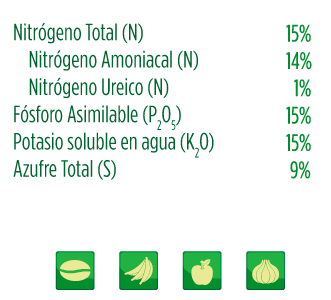 Nitrógeno Total (N) 15%
Nitrógeno Amoniacal (N) 14%
Nitrógeno Ureico (N) 1%
Fósforo Asimilable (P₂O₅) 15%
Potasio soluble en agua (K₂O) 15%
Azufre Total (S) 9%